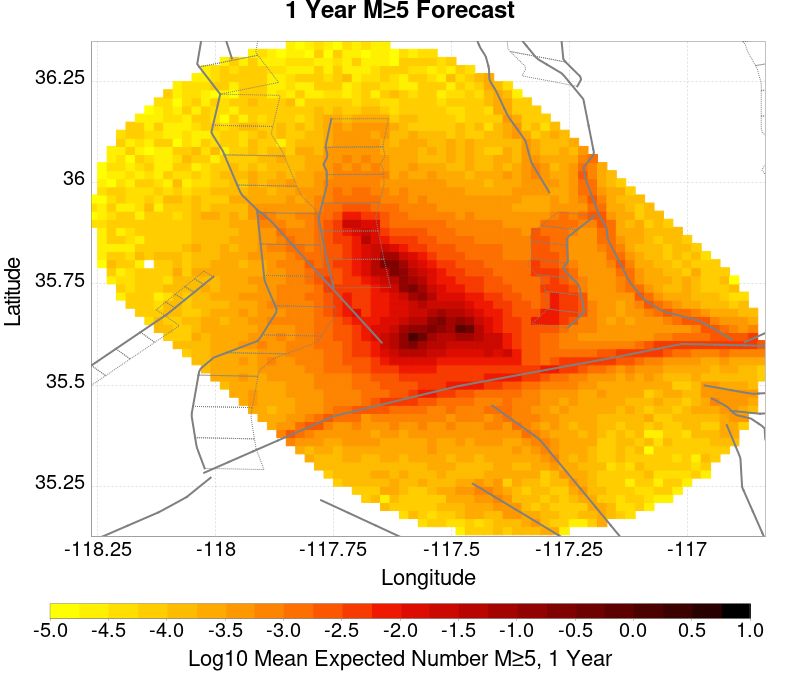 1 Year M≥5 Forecast
Latitude
36.25
36
35.75
35.5
35.25
-118.25 -118 -117.75 -117.5 -117.25 -117
Longitude
-5.0 -4.5 -4.0 -3.5 -3.0 -2.5 -2.0 -1.5 -1.0 -0.5 0.0 0.5 1.0
Log10 Mean Expected Number M≥5, 1 Year